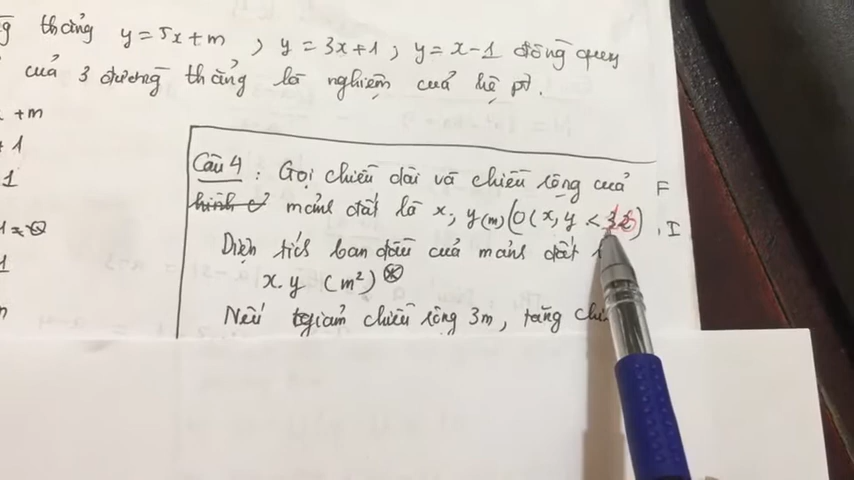 thẳng y = 5x + m , y = 3x + 1 ; y = x - 1 đồng quy
của 3 đường thẳng là nghiệm của hệ pt.
+ m
+ 1
1
Câu 4 : Gọi chiều dài và chiều rộng của
mảnh đất là x, y (m) (0 < x, y <
Diện tích ban đầu của mảnh đất
x.y (m²) ⊛
Nếu giảm chiều rộng 3m, tăng
F
, I